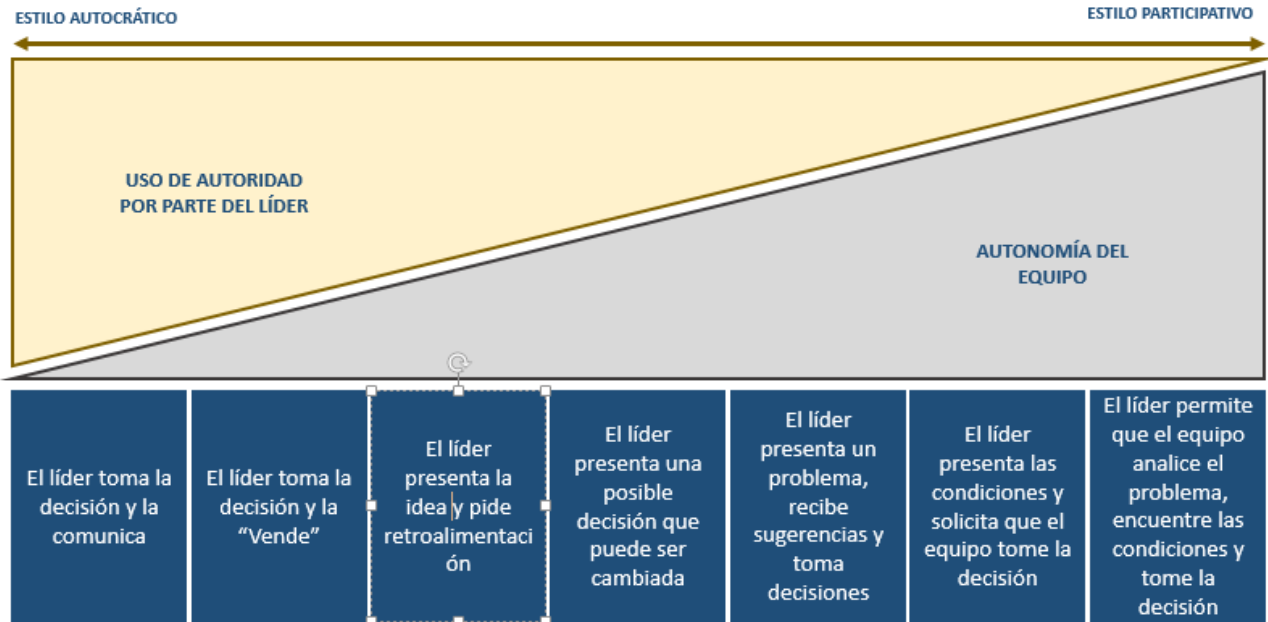 ESTILO AUTOCRÁTICO
ESTILO PARTICIPATIVO
USO DE AUTORIDAD
POR PARTE DEL LÍDER
AUTONOMÍA DEL
EQUIPO
El líder toma la
decisión y la
comunica
El líder toma la
decisión y la
“Vende”
El líder
presenta la
idea y pide
retroalimentaci
ón
El líder
presenta una
posible
decisión que
puede ser
cambiada
El líder
presenta un
problema,
recibe
sugerencias y
toma
decisiones
El líder
presenta las
condiciones y
solicita que el
equipo tome la
decisión
El líder permite
que el equipo
analice el
problema,
encuentre las
condiciones y
tome la
decisión